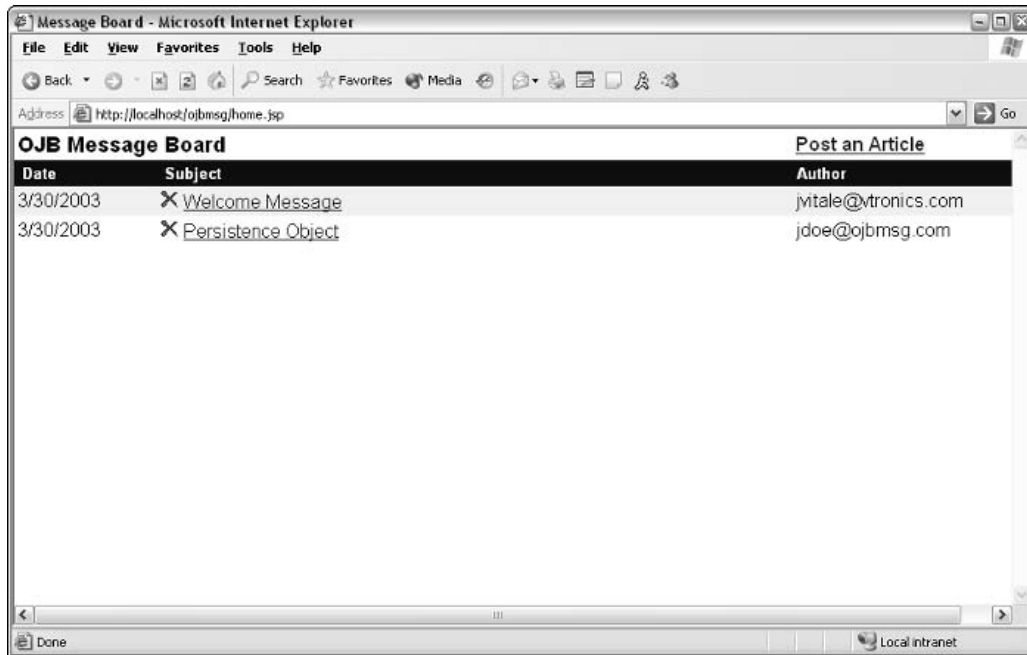 Message Board - Microsoft Internet Explorer
File Edit View Favorites Tools Help
Back Search Favorites Media
Address http://localhost/ojbmsg/home.jsp Go
OJB Message Board Post an Article
Date Subject Author
3/30/2003 Welcome Message jvitale@vtronics.com
3/30/2003 Persistence Object jdoe@ojbmsg.com
Done Local intranet